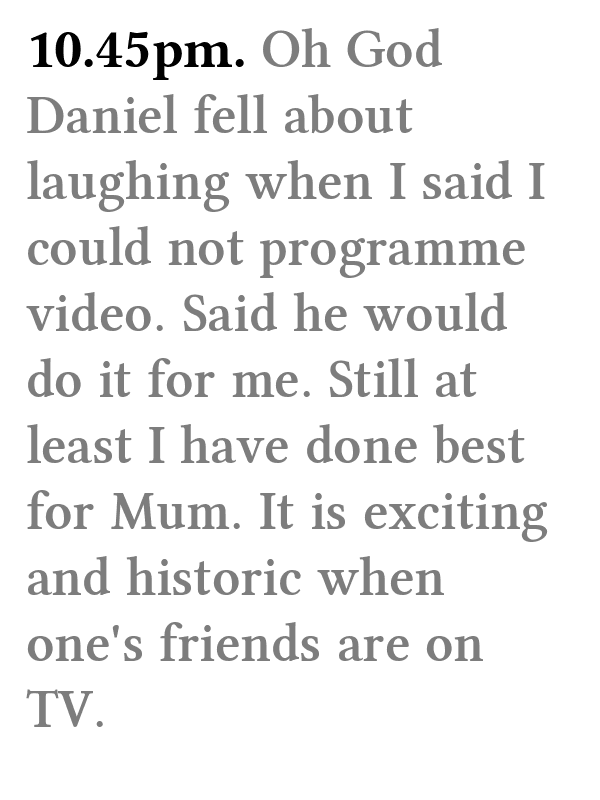 10.45pm. Oh God
Daniel fell about
laughing when I said I
could not programme
video. Said he would
do it for me. Still at
least I have done best
for Mum. It is exciting
and historic when
one's friends are on
TV.